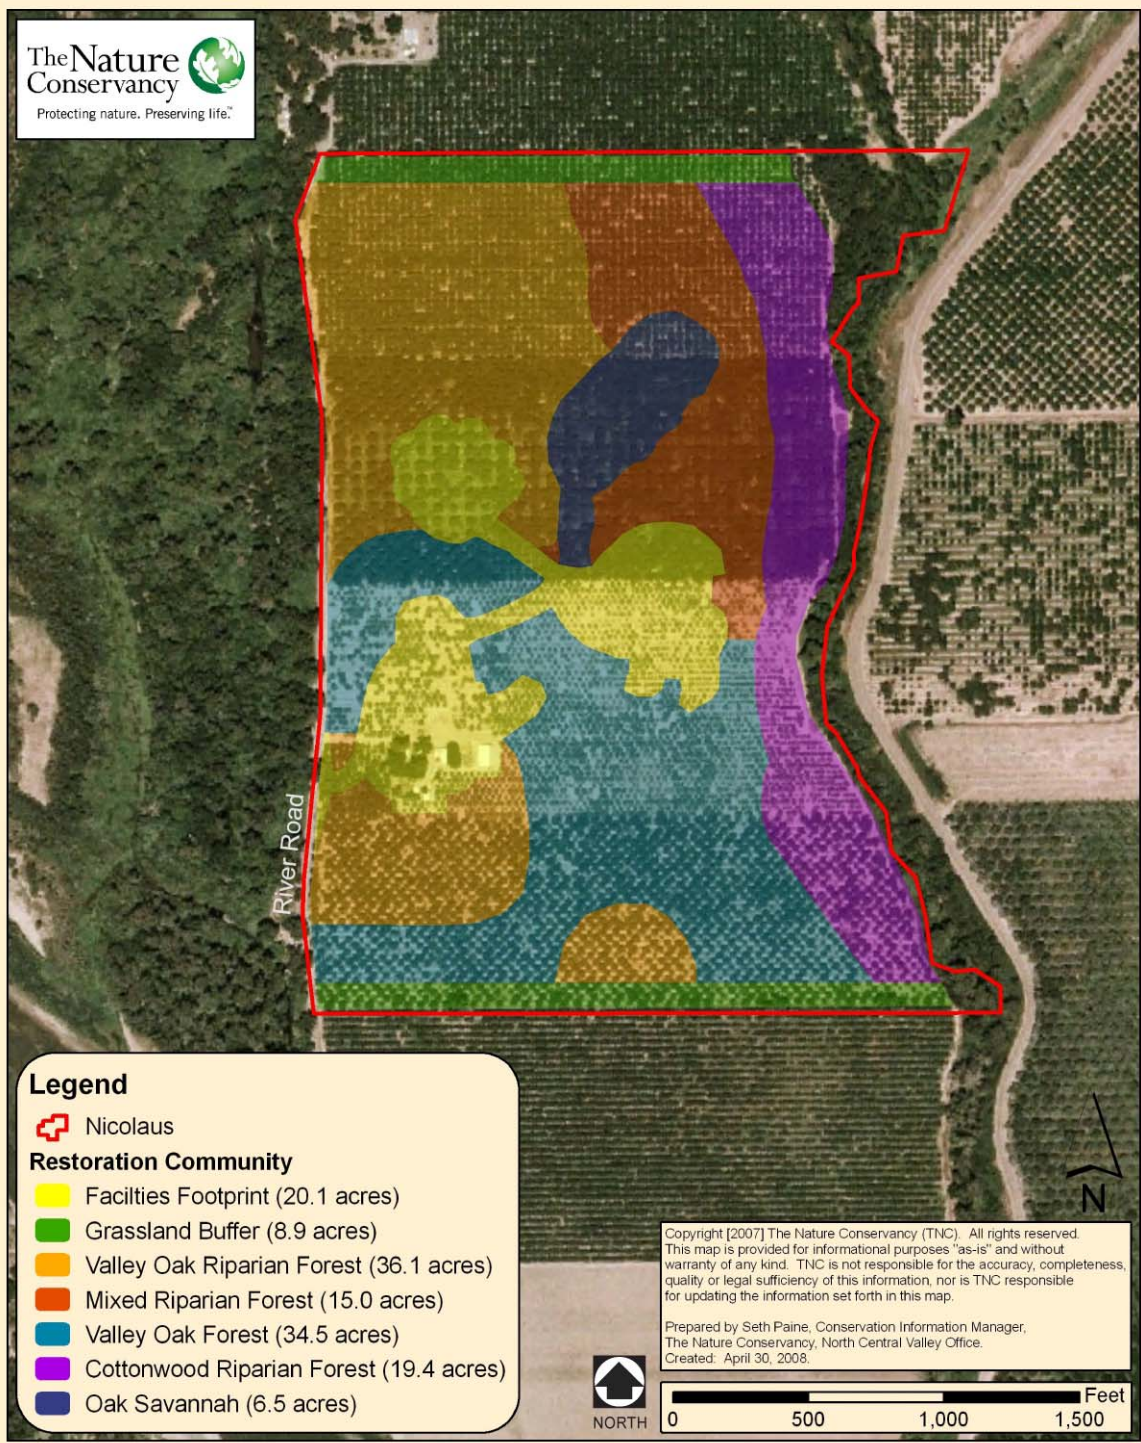 The Nature
Conservancy
Protecting nature. Preserving life.™
River Road
Legend
Nicolaus
Restoration Community
Facilties Footprint (20.1 acres)
Grassland Buffer (8.9 acres)
Valley Oak Riparian Forest (36.1 acres)
Mixed Riparian Forest (15.0 acres)
Valley Oak Forest (34.5 acres)
Cottonwood Riparian Forest (19.4 acres)
Oak Savannah (6.5 acres)
N
Copyright [2007] The Nature Conservancy (TNC). All rights reserved.
This map is provided for informational purposes "as-is" and without
warranty of any kind. TNC is not responsible for the accuracy, completeness,
quality or legal sufficiency of this information, nor is TNC responsible
for updating the information set forth in this map.
Prepared by Seth Paine, Conservation Information Manager,
The Nature Conservancy, North Central Valley Office.
Created: April 30, 2008.
NORTH
Feet
0 500 1,000 1,500